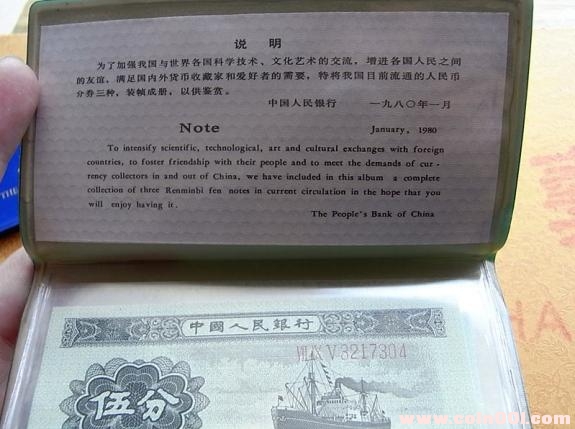 说 明
为了加强我国与世界各国科学技术、文化艺术的交流，增进各国人民之间
的友谊，满足国内外货币收藏家和爱好者的需要，特将我国目前流通的人民币
分券三种，装帧成册，以供鉴赏。
中国人民银行 一九八〇年一月
Note January, 1980
To intensify scientific, technological, art and cultural exchanges with foreign
countries, to foster friendship with their people and to meet the demands of cur-
rency collectors in and out of China, we have included in this album a complete
collection of three Renminbi fen notes in current circulation in the hope that you
will enjoy having it.
The People's Bank of China
THE
中國人民銀行
VII IX V 3217304
伍分
HA